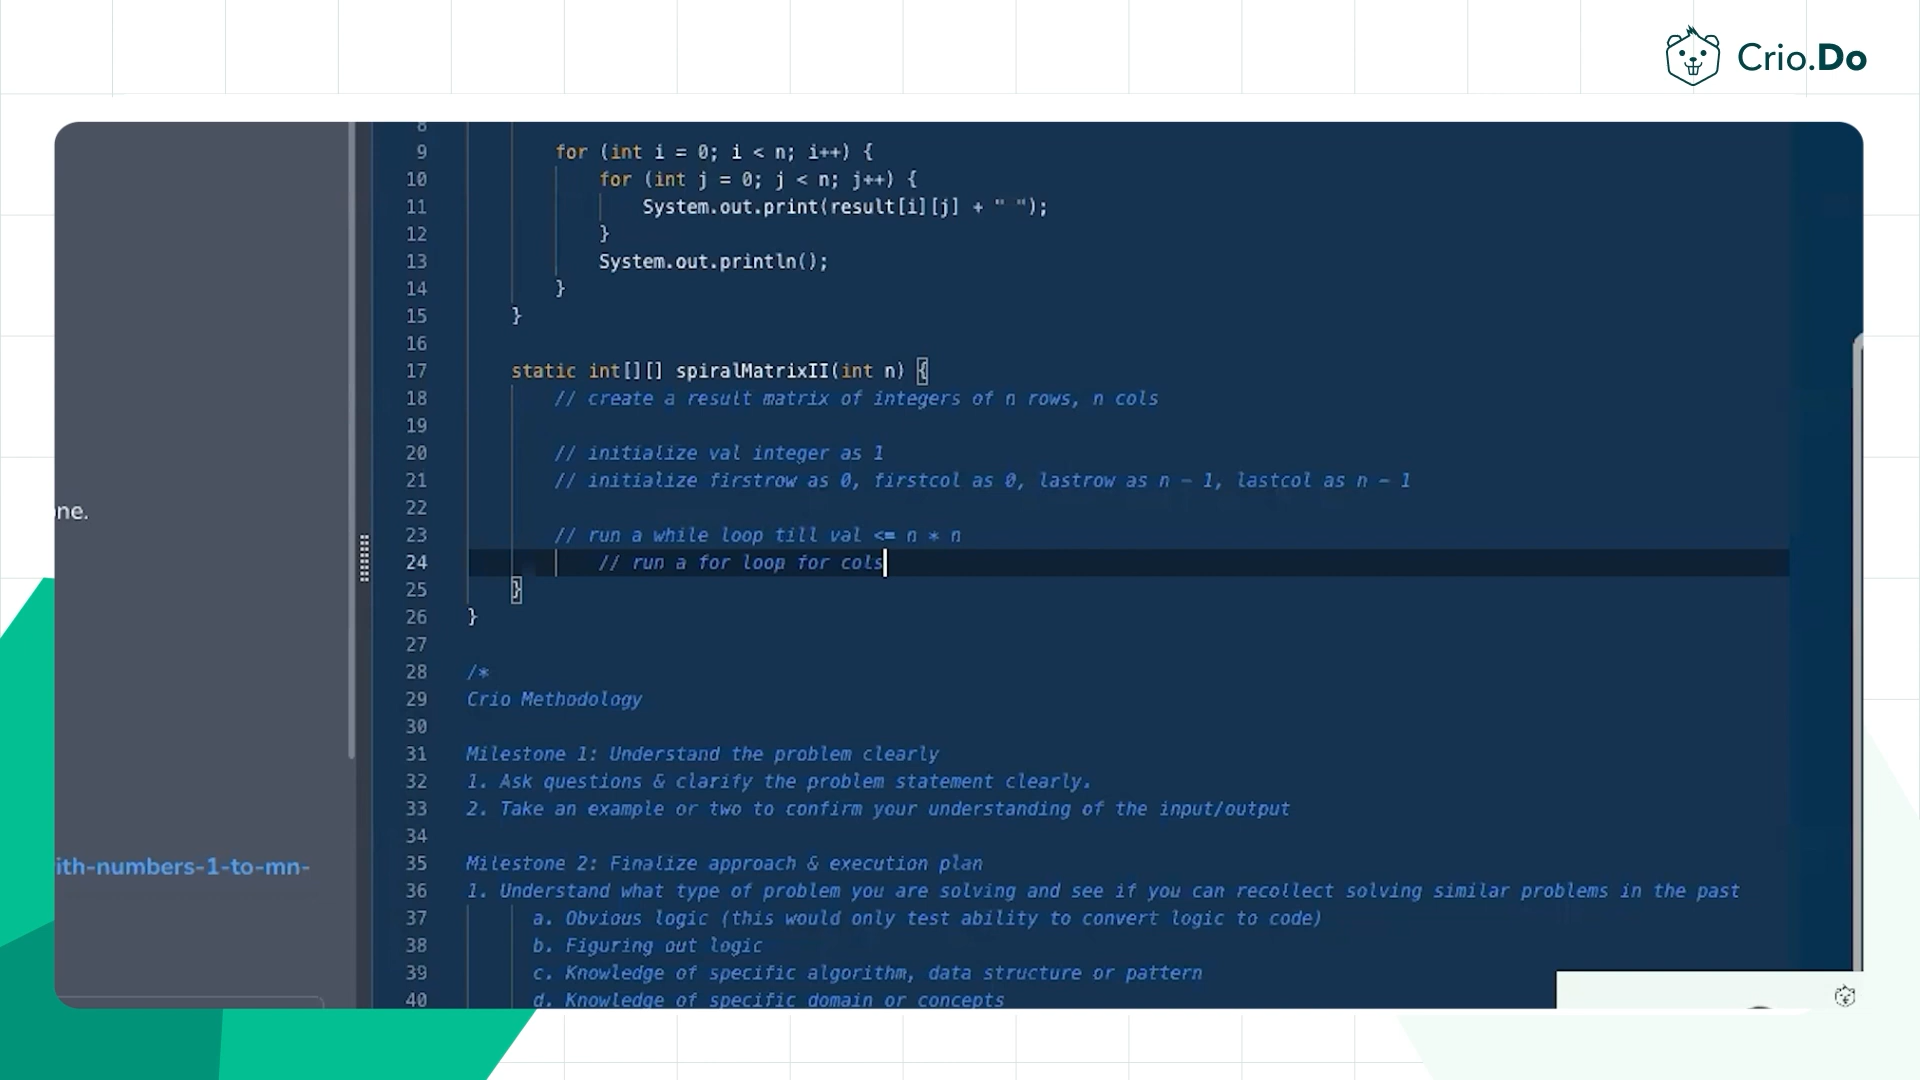 Crio.Do
8
9 for (int i = 0; i < n; i++) {
10 for (int j = 0; j < n; j++) {
11 System.out.print(result[i][j] + " ");
12 }
13 System.out.println();
14 }
15 }
16
17 static int[][] spiralMatrixII(int n) {
18 // create a result matrix of integers of n rows, n cols
19
20 // initialize val integer as 1
21 // initialize firstrow as 0, firstcol as 0, lastrow as n - 1, lastcol as n - 1
22
ne.
23 // run a while loop till val <= n * n
24 // run a for loop for cols
25 }
26 }
27
28 /*
29 Crio Methodology
30
31 Milestone 1: Understand the problem clearly
32 1. Ask questions & clarify the problem statement clearly.
33 2. Take an example or two to confirm your understanding of the input/output
34
35 Milestone 2: Finalize approach & execution plan
ith-numbers-1-to-mn-
36 1. Understand what type of problem you are solving and see if you can recollect solving similar problems in the past
37 a. Obvious logic (this would only test ability to convert logic to code)
38 b. Figuring out logic
39 c. Knowledge of specific algorithm, data structure or pattern
40 d. Knowledge of specific domain or concepts